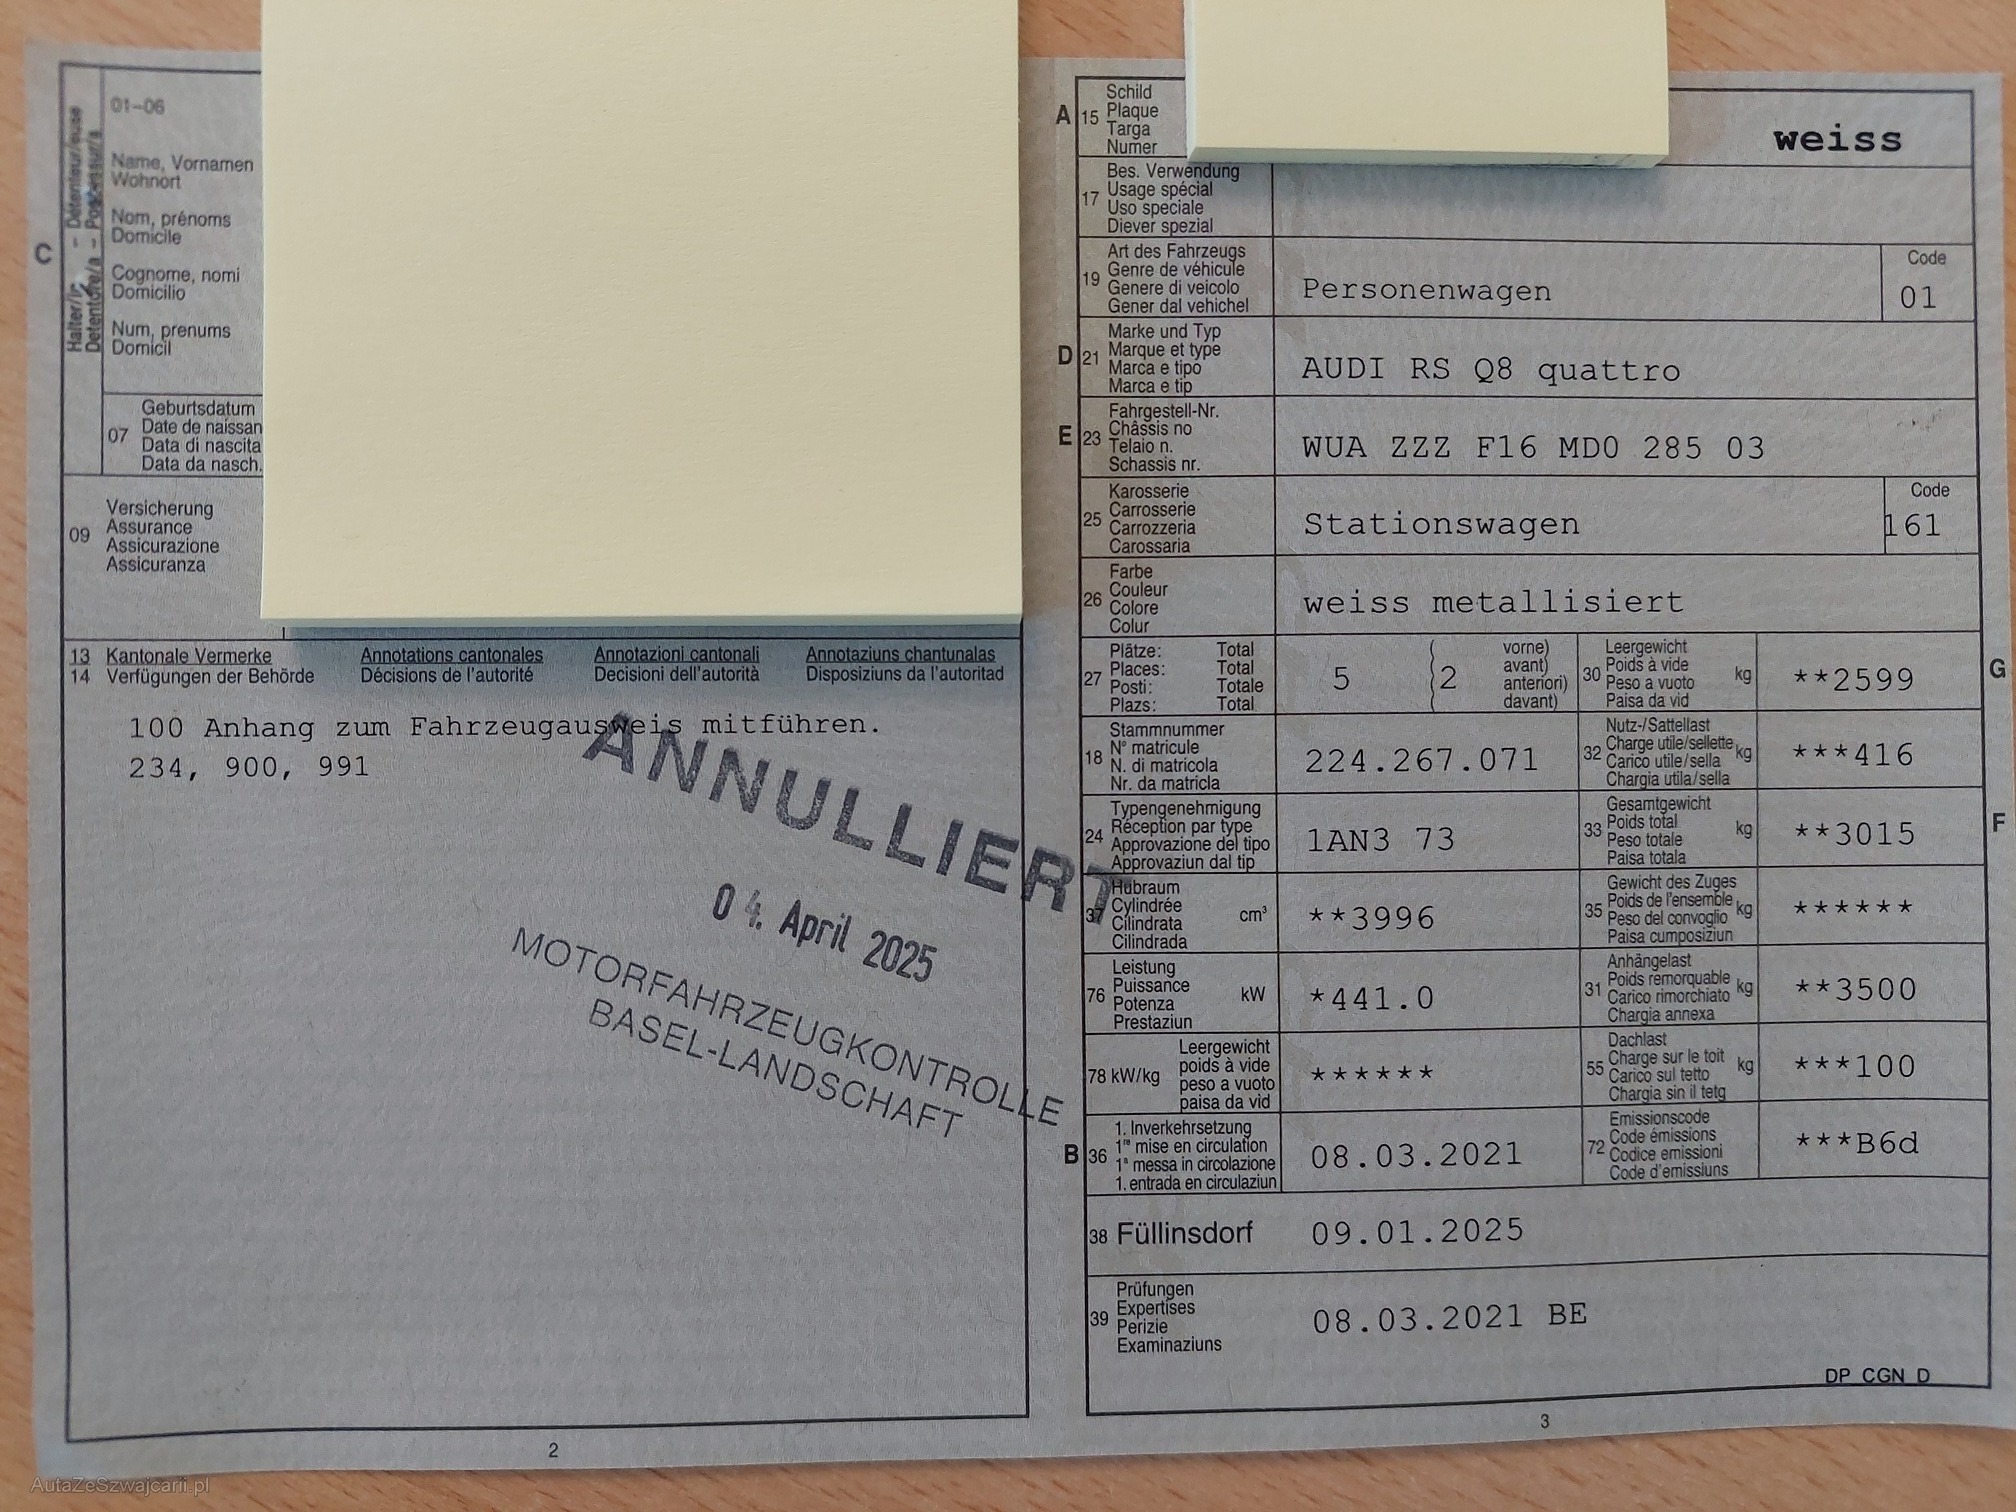 01-06
Halter/in - Détenteur/euse
Detentore/a - Possessur/a
C
Name, Vornamen
Wohnort
Nom, prénoms
Domicile
Cognome, nomi
Domicilio
Num, prenums
Domicil
07
Geburtsdatum
Date de naissan
Data di nascita
Data da nasch.
09
Versicherung
Assurance
Assicurazione
Assicuranza
13 Kantonale Vermerke Annotations cantonales Annotazioni cantonali Annotaziuns chantunalas
14 Verfügungen der Behörde Décisions de l'autorité Decisioni dell'autorità Disposiziuns da l'autoritad
100 Anhang zum Fahrzeugausweis mitführen.
234, 900, 991
ANNULLIERT
04. April 2025
MOTORFAHRZEUGKONTROLLE
BASEL-LANDSCHAFT
2
A 15
Schild
Plaque
Targa
Numer
weiss
17
Bes. Verwendung
Usage spécial
Uso speciale
Diever spezial
19
Art des Fahrzeugs
Genre de véhicule
Genere di veicolo
Gener dal vehichel
Personenwagen
Code
01
D 21
Marke und Typ
Marque et type
Marca e tipo
Marca e tip
AUDI RS Q8 quattro
E 23
Fahrgestell-Nr.
Châssis no
Telaio n.
Schassis nr.
WUA ZZZ F16 MD0 285 03
25
Karosserie
Carrosserie
Carrozzeria
Carossaria
Stationswagen
Code
161
26
Farbe
Couleur
Colore
Colur
weiss metallisiert
27
Plätze: Total
Places: Total
Posti: Totale
Plazs: Total
5 (2
vorne)
avant)
anteriori)
davant)
30
Leergewicht
Poids à vide
Peso a vuoto
Paisa da vid
kg
**2599
G
18
Stammnummer
N° matricule
N. di matricola
Nr. da matricla
224.267.071
32
Nutz-/Sattellast
Charge utile/sellette
Carico utile/sella
Chargia utila/sella
kg
***416
24
Typengenehmigung
Réception par type
Approvazione del tipo
Approvaziun dal tip
1AN3 73
33
Gesamtgewicht
Poids total
Peso totale
Paisa totala
kg
**3015
F
37
Hubraum
Cylindrée
Cilindrata
Cilindrada
cm³
**3996
35
Gewicht des Zuges
Poids de l'ensemble
Peso del convoglio
Paisa cumposiziun
kg
******
76
Leistung
Puissance
Potenza
Prestaziun
kW
*441.0
31
Anhängelast
Poids remorquable
Carico rimorchiato
Chargia annexa
kg
**3500
78 kW/kg
Leergewicht
poids à vide
peso a vuoto
paisa da vid
******
55
Dachlast
Charge sur le toit
Carico sul tetto
Chargia sin il tetg
kg
***100
B 36
1. Inverkehrsetzung
1re mise en circulation
1a messa in circolazione
1. entrada en circulaziun
08.03.2021
72
Emissionscode
Code émissions
Codice emissioni
Code d'emissiuns
***B6d
38 Füllinsdorf 09.01.2025
39
Prüfungen
Expertises
Perizie
Examinaziuns
08.03.2021 BE
DP CGN D
3
AutaZeSzwajcarii.pl